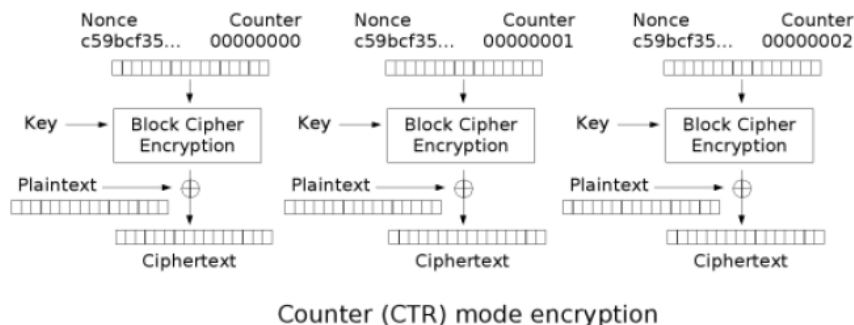 Nonce Counter Nonce Counter Nonce Counter
c59bcf35... 00000000 c59bcf35... 00000001 c59bcf35... 00000002
Key Block Cipher Key Block Cipher Key Block Cipher
Encryption Encryption Encryption
Plaintext Plaintext Plaintext
Ciphertext Ciphertext Ciphertext
Counter (CTR) mode encryption